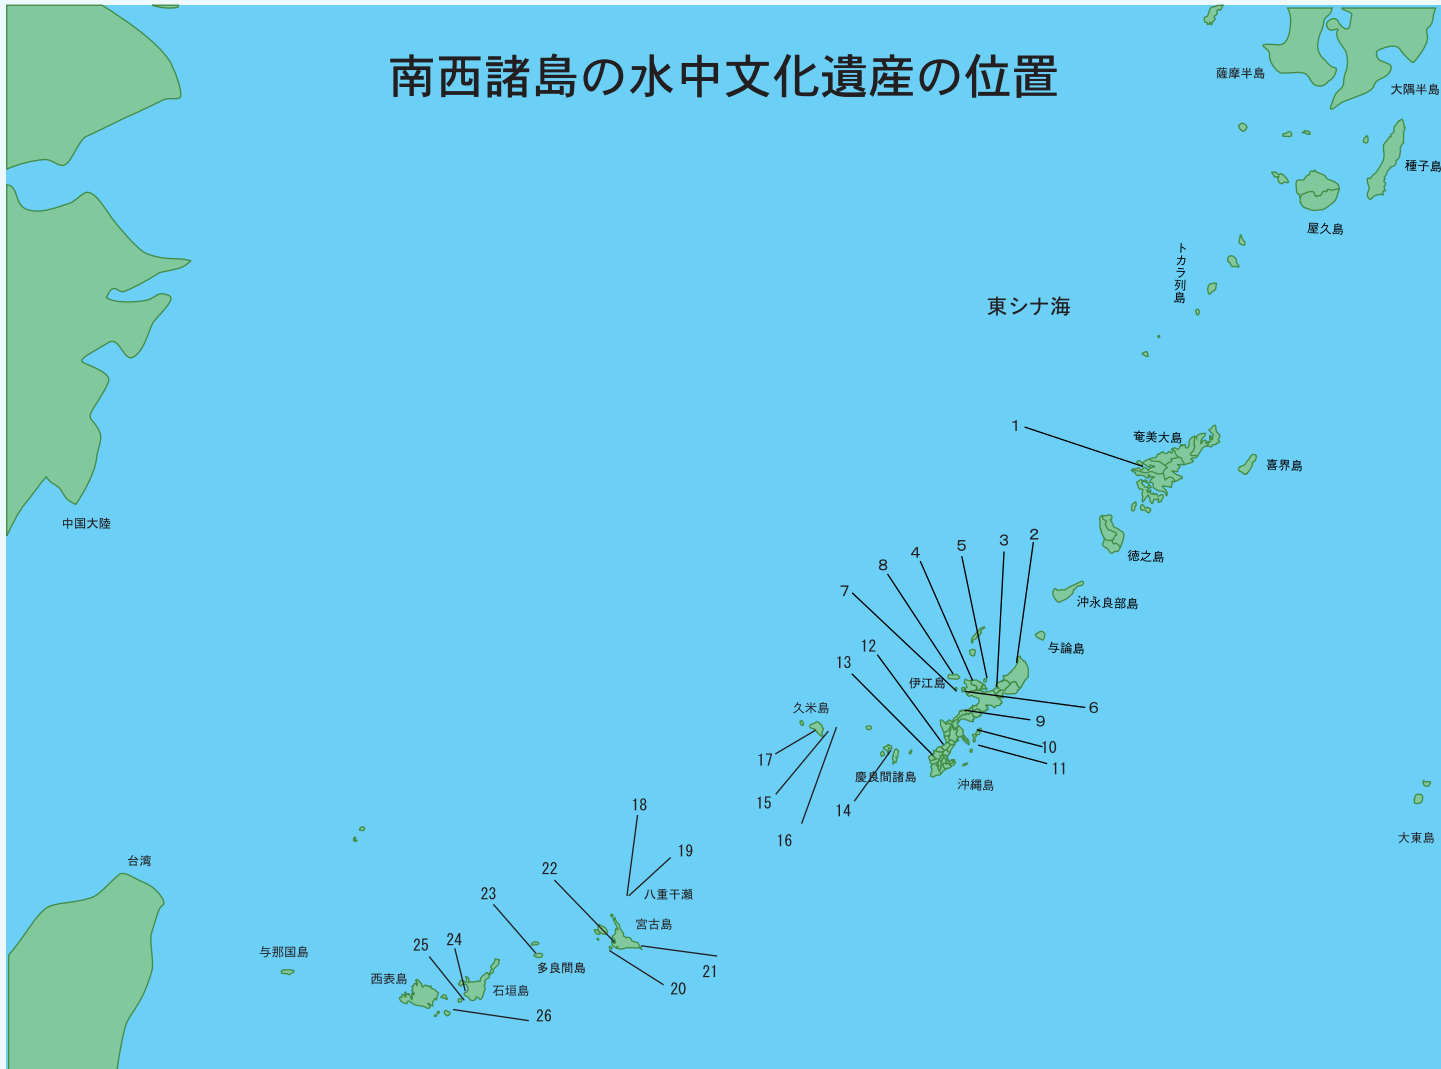 南西諸島の水中文化遺産の位置
薩摩半島
大隅半島
種子島
屋久島
トカラ列島
東シナ海
1
奄美大島
喜界島
中国大陸
徳之島
2
3
5
4
8
7
沖永良部島
与論島
12
13
伊江島
6
久米島
9
10
11
17
慶良間諸島
沖縄島
15
14
16
18
大東島
19
台湾
22
八重干瀬
23
宮古島
24
25
与那国島
多良間島
21
西表島
石垣島
20
26